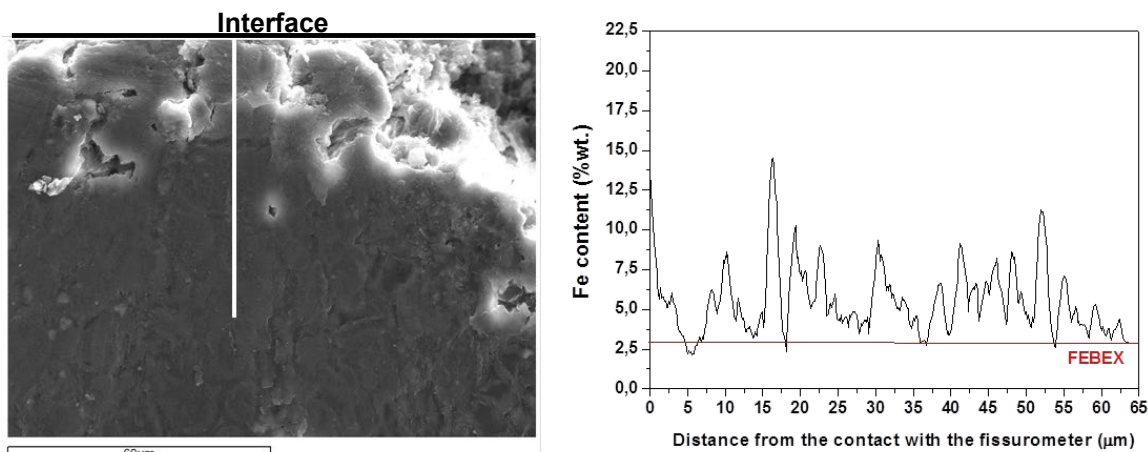 Interface
22,5
20,0
17,5
15,0
12,5
10,0
7,5
5,0
2,5
0,0
Fe content (%wt.)
FEBEX
0 5 10 15 20 25 30 35 40 45 50 55 60 65
Distance from the contact with the fissurometer (μm)